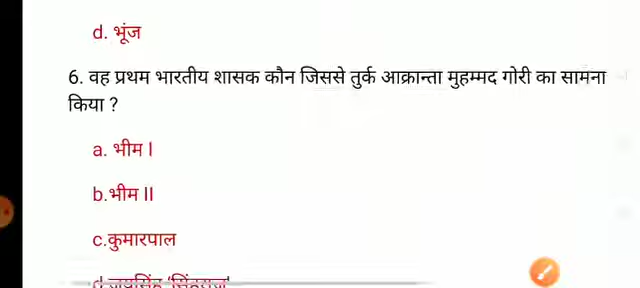 d. भूंज
6. वह प्रथम भारतीय शासक कौन जिससे तुर्क आक्रान्ता मुहम्मद गोरी का सामना
किया ?
a. भीम I
b.भीम II
c.कुमारपाल